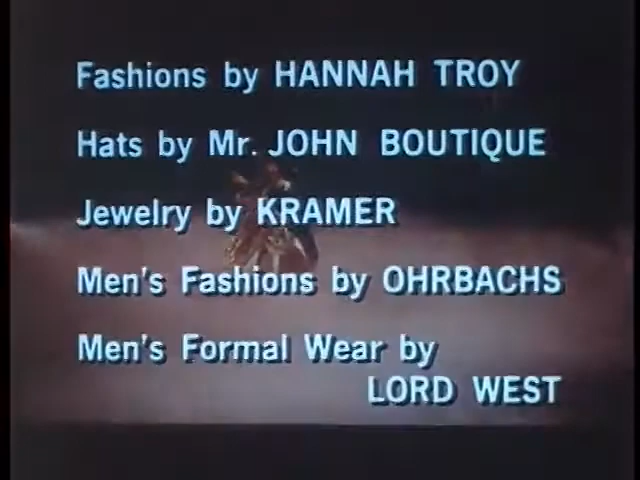 Fashions by HANNAH TROY
Hats by Mr. JOHN BOUTIQUE
Jewelry by KRAMER
Men's Fashions by OHRBACHS
Men's Formal Wear by
LORD WEST